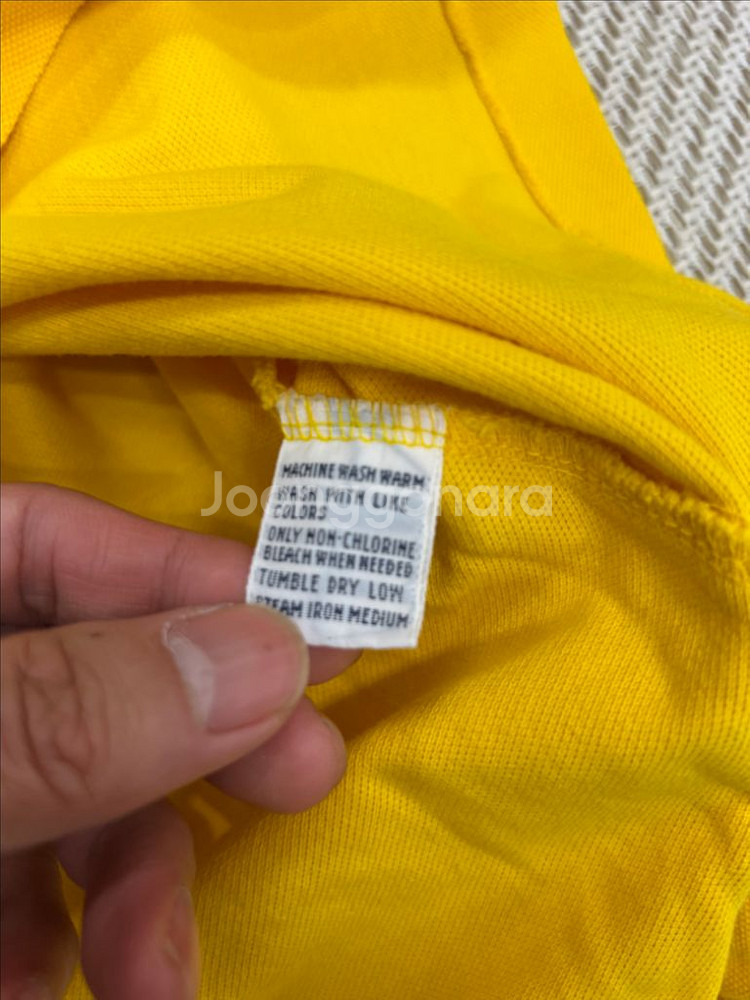 MACHINE WASH WARM
WASH WITH LIKE
COLORS
ONLY NON-CHLORINE
BLEACH WHEN NEEDED
TUMBLE DRY LOW
STEAM IRON MEDIUM
Joonggonara